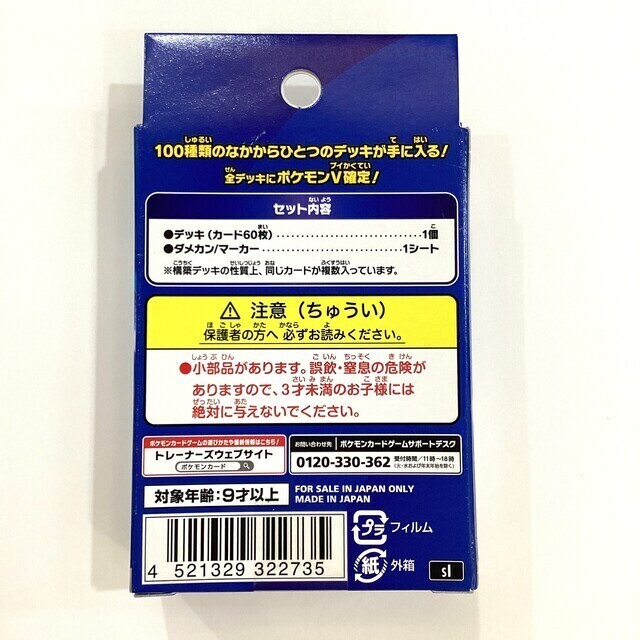 100種類のなかからひとつのデッキが手に入る!
全デッキにポケモンV確定!
セット内容
●デッキ(カード60枚)……………………1個
●ダメカン/マーカー……………………1シート
※構築デッキの性質上、同じカードが複数入っています。
⚠ 注意(ちゅうい)
保護者の方へ 必ずお読みください。
●小部品があります。誤飲・窒息の危険が
ありますので、3才未満のお子様には
絶対に与えないでください。
ポケモンカードゲームの遊びかたや最新情報はこちら!
トレーナーズウェブサイト
ポケモンカード
お問い合わせ先
ポケモンカードゲームサポートデスク
0120-330-362
受付時間/11時~18時
(火・水および年末年始を除く)
対象年齢:9才以上
FOR SALE IN JAPAN ONLY
MADE IN JAPAN
プラ フィルム
紙 外箱
4 521329 322735
sI